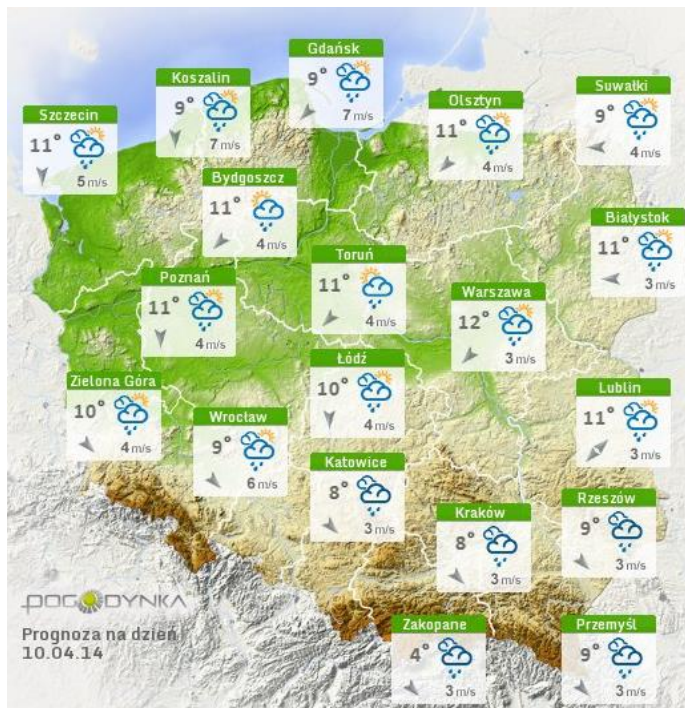 Gdańsk
9°
7 m/s
Koszalin
9°
7 m/s
Suwałki
9°
4 m/s
Olsztyn
11°
4 m/s
Szczecin
11°
5 m/s
Bydgoszcz
11°
4 m/s
Białystok
11°
3 m/s
Toruń
11°
4 m/s
Poznań
11°
4 m/s
Warszawa
12°
3 m/s
Łódź
10°
4 m/s
Zielona Góra
10°
4 m/s
Lublin
11°
3 m/s
Wrocław
9°
6 m/s
Katowice
8°
3 m/s
Rzeszów
9°
3 m/s
Kraków
8°
3 m/s
POGODYNKA
Prognoza na dzień
10.04.14
Zakopane
4°
3 m/s
Przemyśl
9°
3 m/s